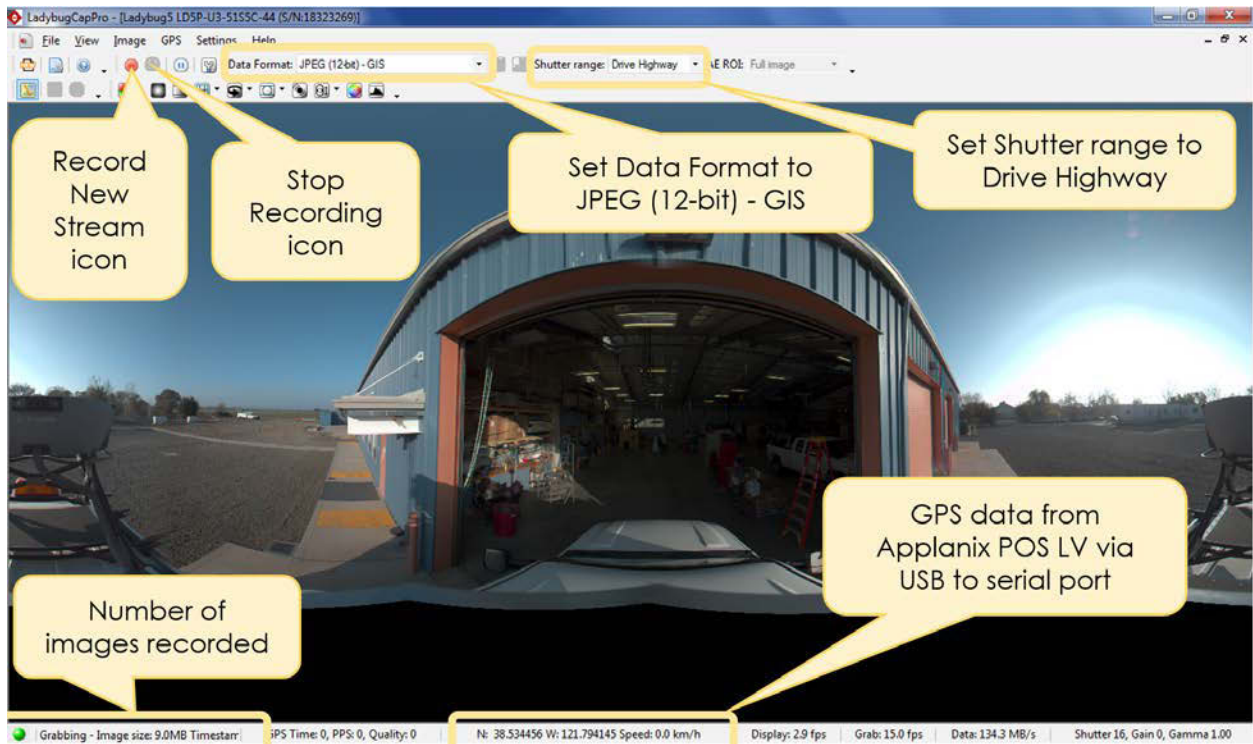 LadybugCapPro - [Ladybug5 LD5P-U3-51S5C-44 (S/N:18323269)]
File View Image GPS Settings Help
Data Format: JPEG (12-bit) - GIS
Shutter range: Drive Highway
AE ROI: Full image
Record
New
Stream
icon
Stop
Recording
icon
Set Data Format to
JPEG (12-bit) - GIS
Set Shutter range to
Drive Highway
GPS data from
Applanix POS LV via
USB to serial port
Number of
images recorded
Grabbing - Image size: 9.0MB Timestam
GPS Time: 0, PPS: 0, Quality: 0
N: 38.534456 W: 121.794145 Speed: 0.0 km/h
Display: 2.9 fps
Grab: 15.0 fps
Data: 134.3 MB/s
Shutter 16, Gain 0, Gamma 1.00